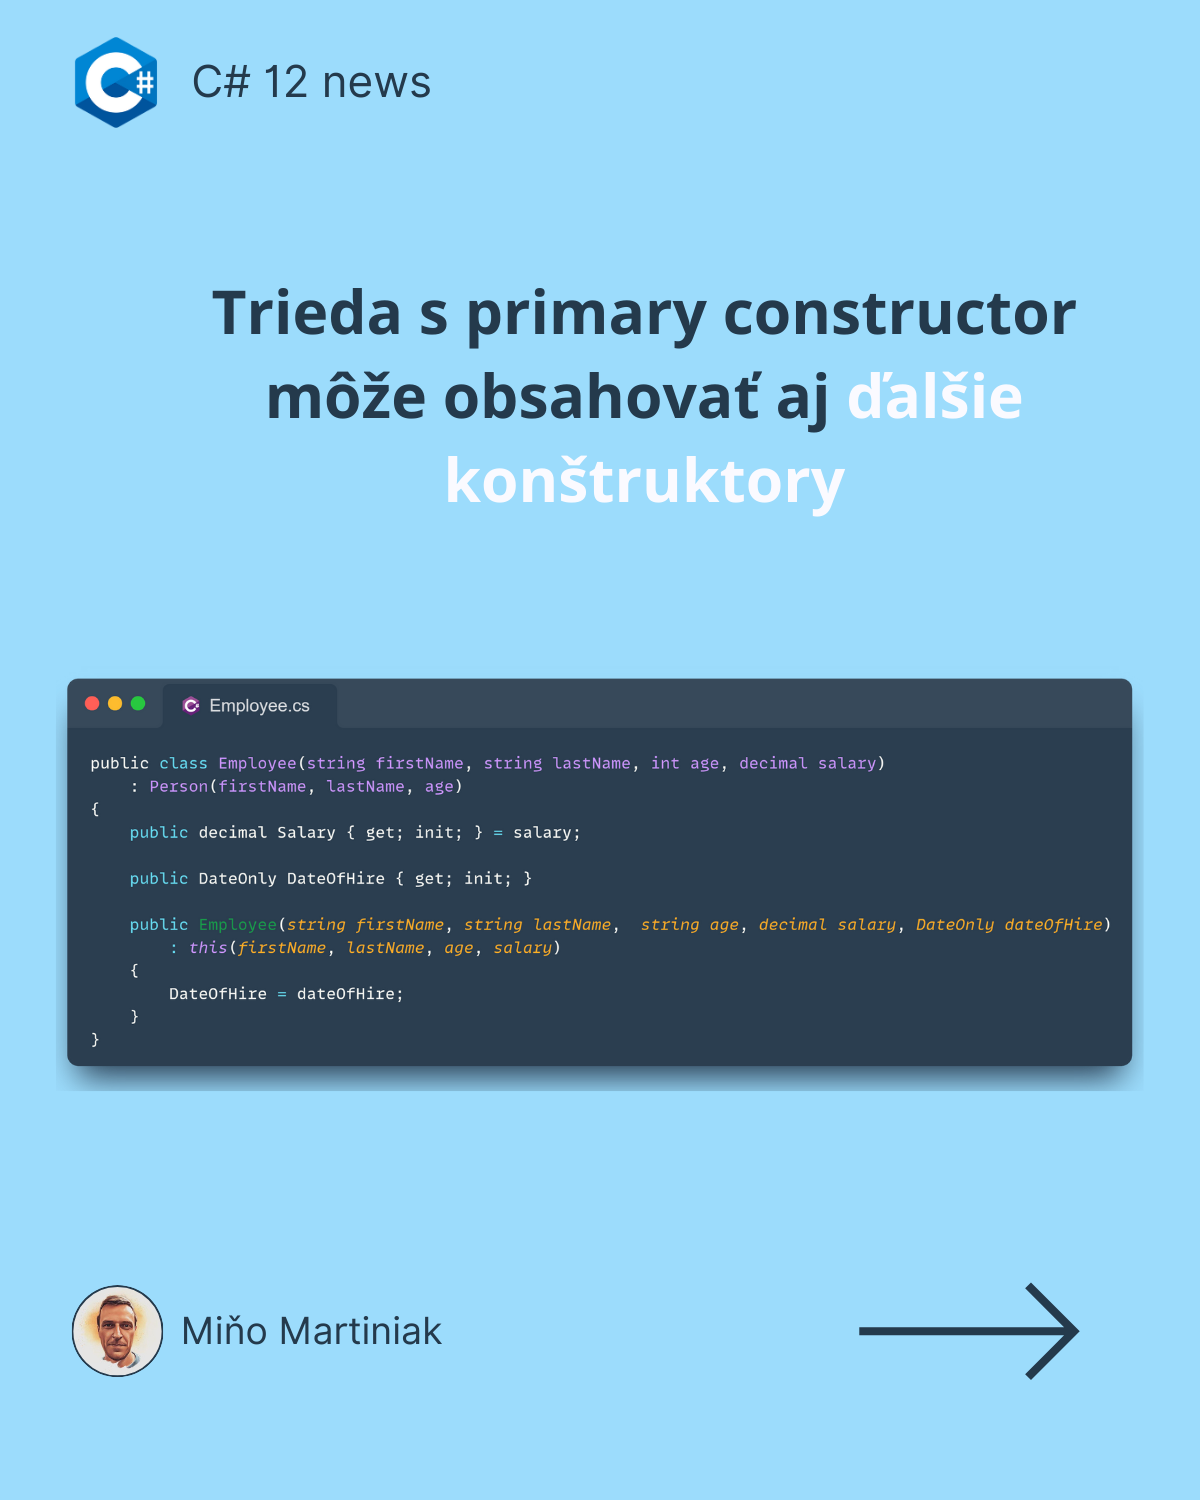 C# 12 news
Trieda s primary constructor
môže obsahovať aj ďalšie
konštruktory
Employee.cs
public class Employee(string firstName, string lastName, int age, decimal salary)
    : Person(firstName, lastName, age)
{
    public decimal Salary { get; init; } = salary;
    public DateOnly DateOfHire { get; init; }
    public Employee(string firstName, string lastName,  string age, decimal salary, DateOnly dateOfHire)
        : this(firstName, lastName, age, salary)
    {
        DateOfHire = dateOfHire;
    }
}
Miňo Martiniak